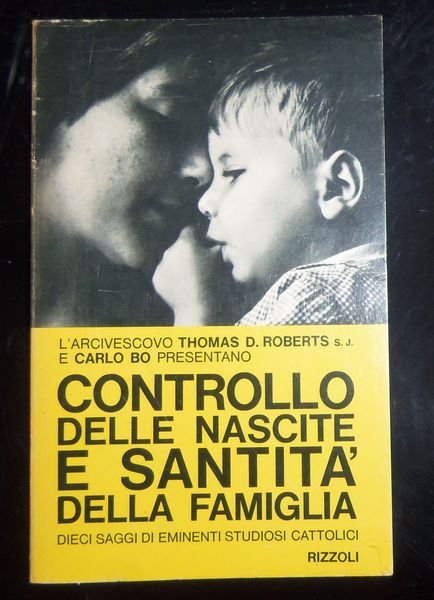 L'ARCIVESCOVO THOMAS D. ROBERTS S. J.
E CARLO BO PRESENTANO
CONTROLLO
DELLE NASCITE
E SANTITA'
DELLA FAMIGLIA
DIECI SAGGI DI EMINENTI STUDIOSI CATTOLICI
RIZZOLI